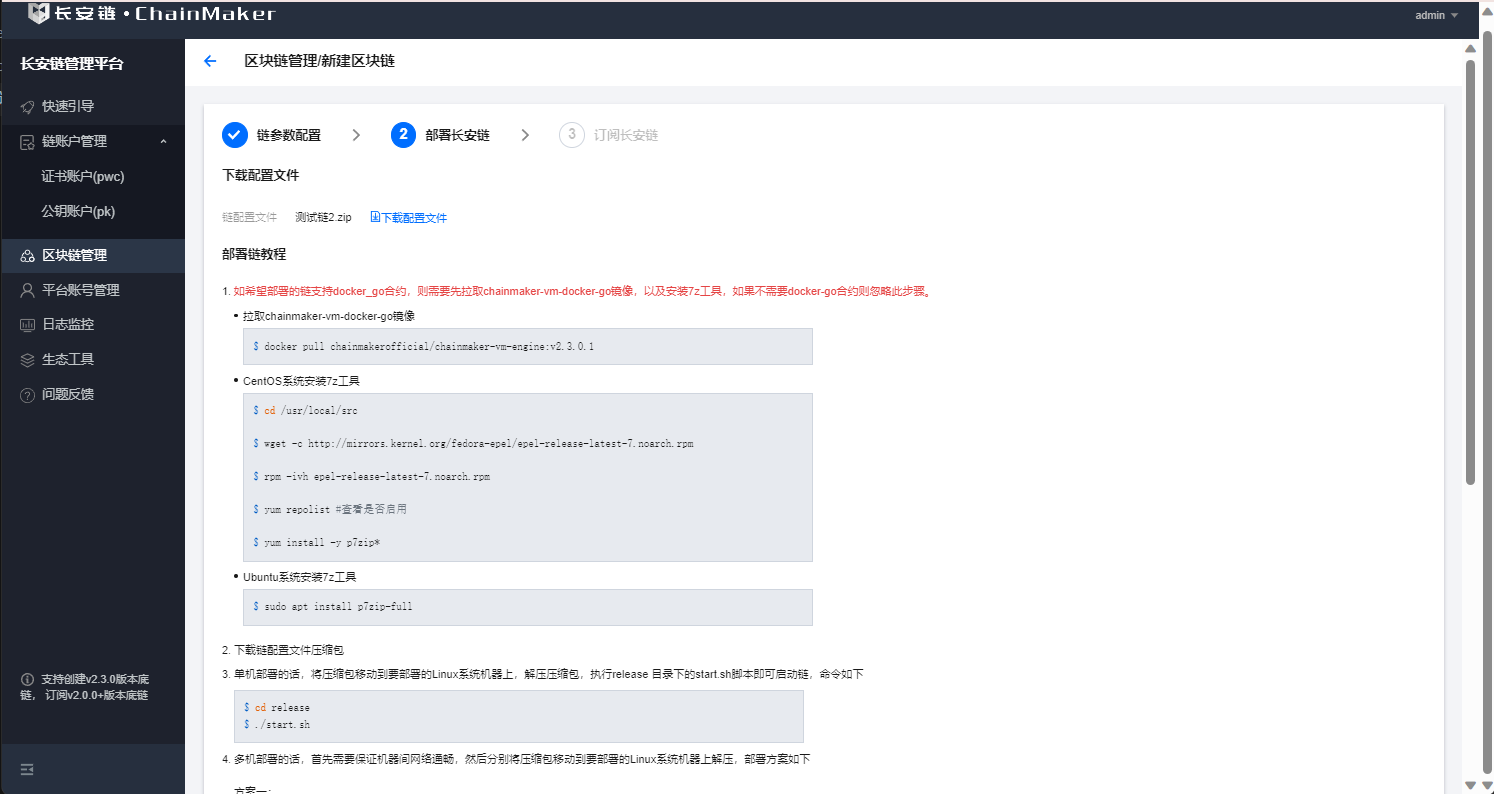 长安链·ChainMaker
admin
长安链管理平台
快速引导
链账户管理
证书账户(pwc)
公钥账户(pk)
区块链管理
平台账号管理
日志监控
生态工具
问题反馈
支持创建v2.3.0版本底
链， 订阅v2.0.0+版本底链
区块链管理/新建区块链
链参数配置
2 部署长安链
3 订阅长安链
下载配置文件
链配置文件 测试链2.zip 下载配置文件
部署链教程
1. 如希望部署的链支持docker_go合约，则需要先拉取chainmaker-vm-docker-go镜像，以及安装7z工具，如果不需要docker-go合约则忽略此步骤。
• 拉取chainmaker-vm-docker-go镜像
$ docker pull chainmakerofficial/chainmaker-vm-engine:v2.3.0.1
• CentOS系统安装7z工具
$ cd /usr/local/src
$ wget -c http://mirrors.kernel.org/fedora-epel/epel-release-latest-7.noarch.rpm
$ rpm -ivh epel-release-latest-7.noarch.rpm
$ yum repolist #查看是否启用
$ yum install -y p7zip*
• Ubuntu系统安装7z工具
$ sudo apt install p7zip-full
2. 下载链配置文件压缩包
3. 单机部署的话，将压缩包移动到要部署的Linux系统机器上，解压压缩包，执行release 目录下的start.sh脚本即可启动链，命令如下
$ cd release
$ ./start.sh
4. 多机部署的话，首先需要保证机器间网络通畅，然后分别将压缩包移动到要部署的Linux系统机器上解压，部署方案如下
方案一：